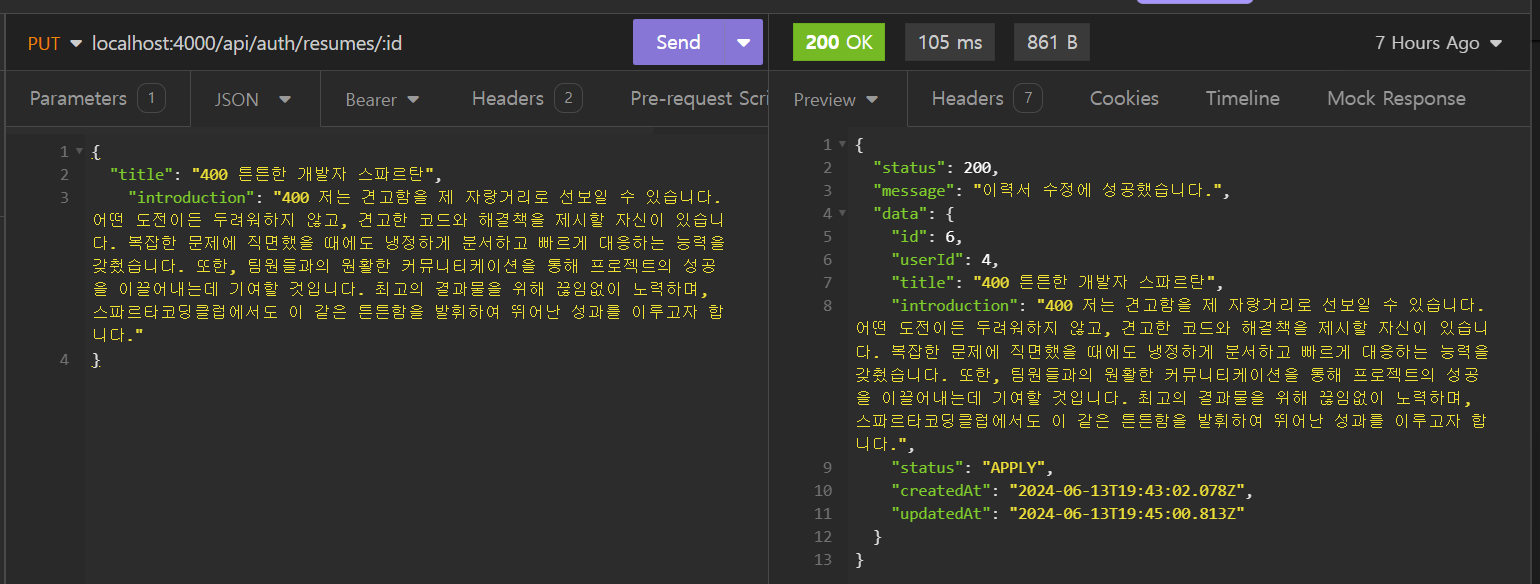 PUT localhost:4000/api/auth/resumes/:id Send
200 OK 105 ms 861 B 7 Hours Ago
Parameters 1 JSON Bearer Headers 2 Pre-request Scri
Preview Headers 7 Cookies Timeline Mock Response
1 {
2 "title": "400 튼튼한 개발자 스파르탄",
3 "introduction": "400 저는 견고함을 제 자랑거리로 선보일 수 있습니다.
어떤 도전이든 두려워하지 않고, 견고한 코드와 해결책을 제시할 자신이 있습니
다. 복잡한 문제에 직면했을 때에도 냉정하게 분서하고 빠르게 대응하는 능력을
갖췄습니다. 또한, 팀원들과의 원활한 커뮤니티케이션을 통해 프로젝트의 성공
을 이끌어내는데 기여할 것입니다. 최고의 결과물을 위해 끊임없이 노력하며,
스파르타코딩클럽에서도 이 같은 튼튼함을 발휘하여 뛰어난 성과를 이루고자 합
니다."
4 }
1 {
2 "status": 200,
3 "message": "이력서 수정에 성공했습니다.",
4 "data": {
5 "id": 6,
6 "userId": 4,
7 "title": "400 튼튼한 개발자 스파르탄",
8 "introduction": "400 저는 견고함을 제 자랑거리로 선보일 수 있습니다.
어떤 도전이든 두려워하지 않고, 견고한 코드와 해결책을 제시할 자신이 있습니
다. 복잡한 문제에 직면했을 때에도 냉정하게 분서하고 빠르게 대응하는 능력을
갖췄습니다. 또한, 팀원들과의 원활한 커뮤니티케이션을 통해 프로젝트의 성공
을 이끌어내는데 기여할 것입니다. 최고의 결과물을 위해 끊임없이 노력하며,
스파르타코딩클럽에서도 이 같은 튼튼함을 발휘하여 뛰어난 성과를 이루고자 합
니다.",
9 "status": "APPLY",
10 "createdAt": "2024-06-13T19:43:02.078Z",
11 "updatedAt": "2024-06-13T19:45:00.813Z"
12 }
13 }